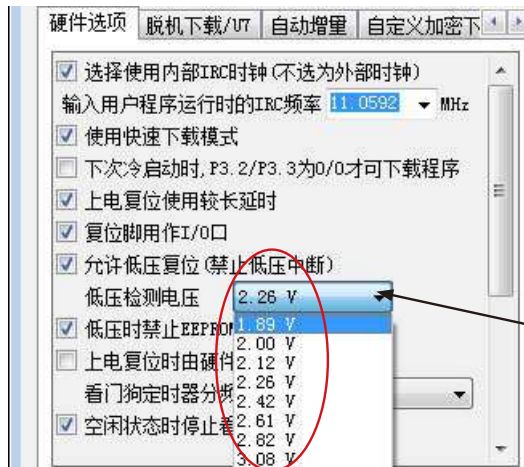 硬件选项 脱机下载/U7 自动增量 自定义加密下
选择使用内部IRC时钟(不选为外部时钟)
输入用户程序运行时的IRC频率 11.0592 MHz
使用快速下载模式
下次冷启动时,P3.2/P3.3为0/0才可下载程序
上电复位使用较长延时
复位脚用作I/O口
允许低压复位(禁止低压中断)
低压检测电压 2.26 V
低压时禁止EEPROM
1.89 V
2.00 V
上电复位时由硬件
2.12 V
2.26 V
看门狗定时器分频
2.42 V
空闲状态时停止看
2.61 V
2.82 V
3.08 V